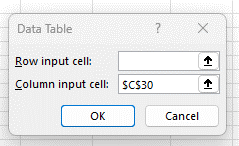 Data Table ? ×
Row input cell:
Column input cell: $C$30
OK Cancel